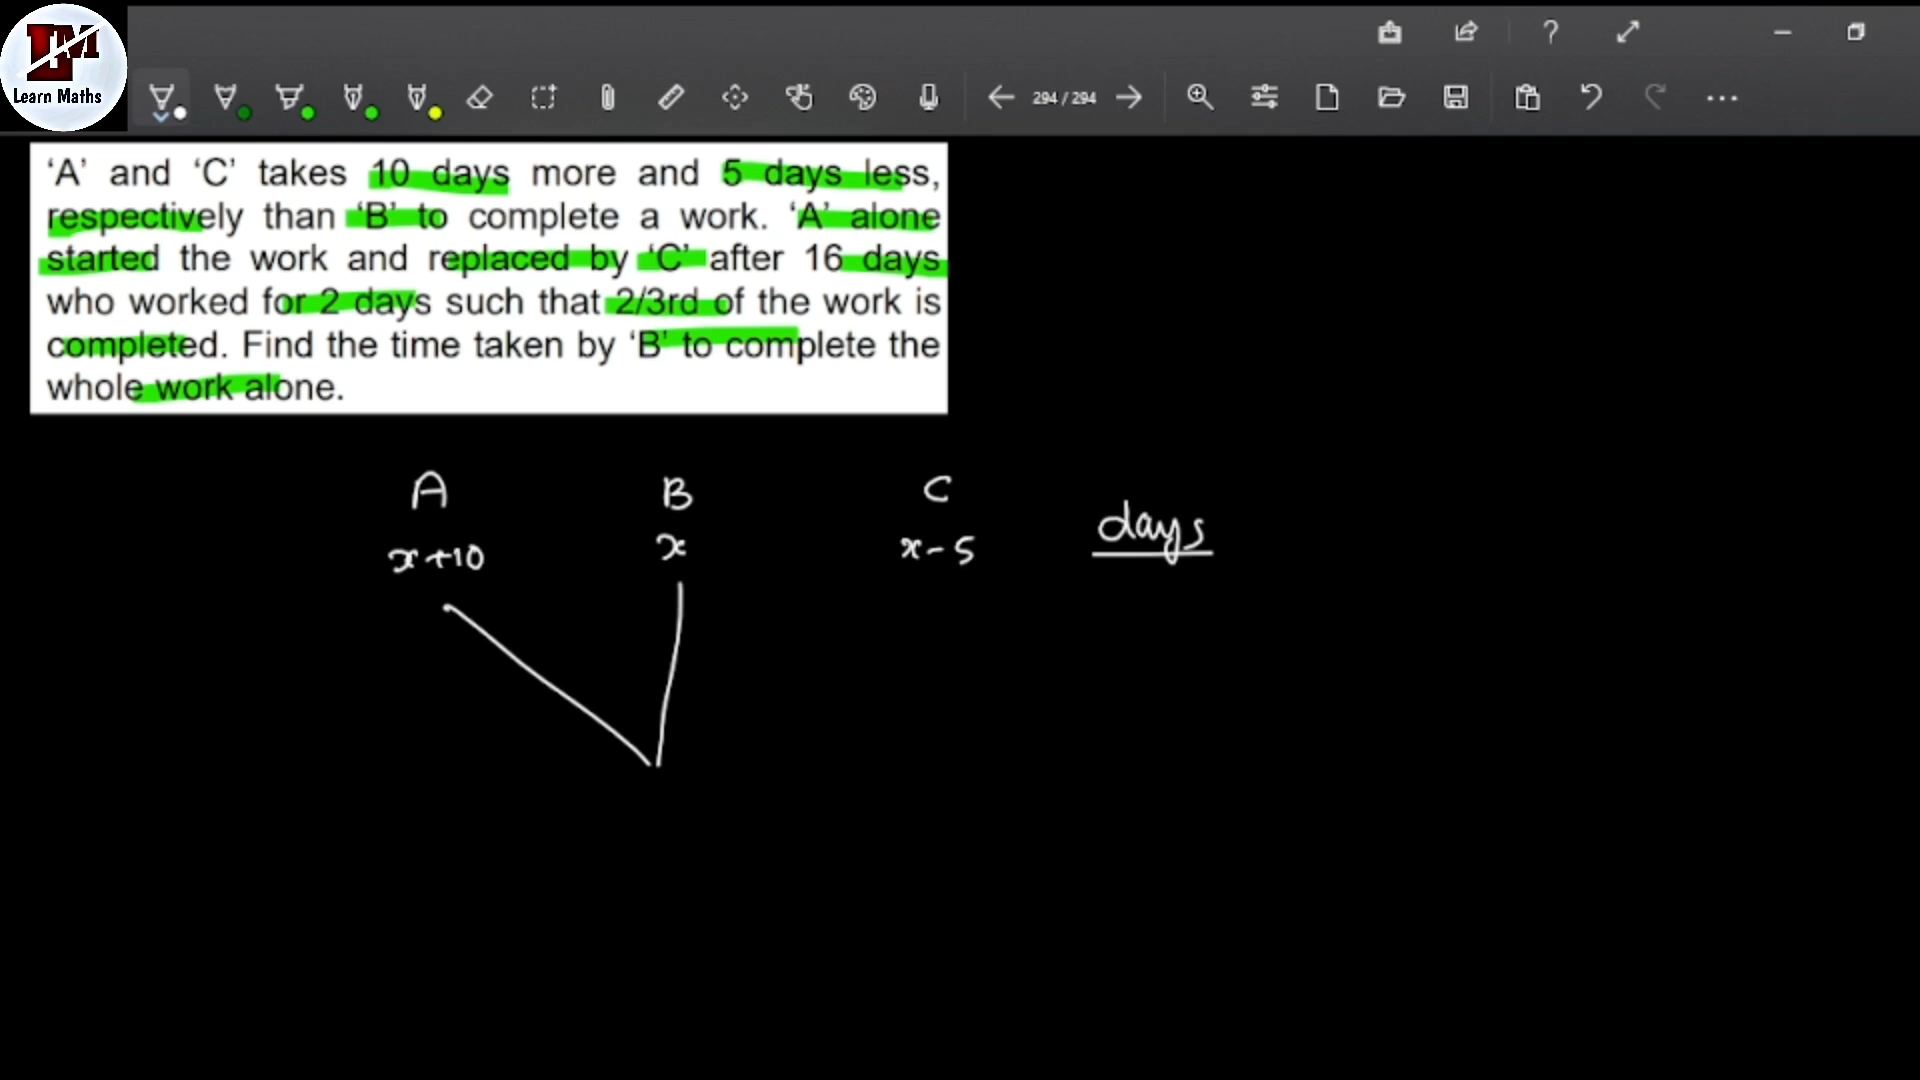 LM
Learn Maths
294 / 294
‘A’ and ‘C’ takes 10 days more and 5 days less,
respectively than ‘B’ to complete a work. ‘A’ alone
started the work and replaced by ‘C’ after 16 days
who worked for 2 days such that 2/3rd of the work is
completed. Find the time taken by ‘B’ to complete the
whole work alone.
A B C days
x+10 x x-5